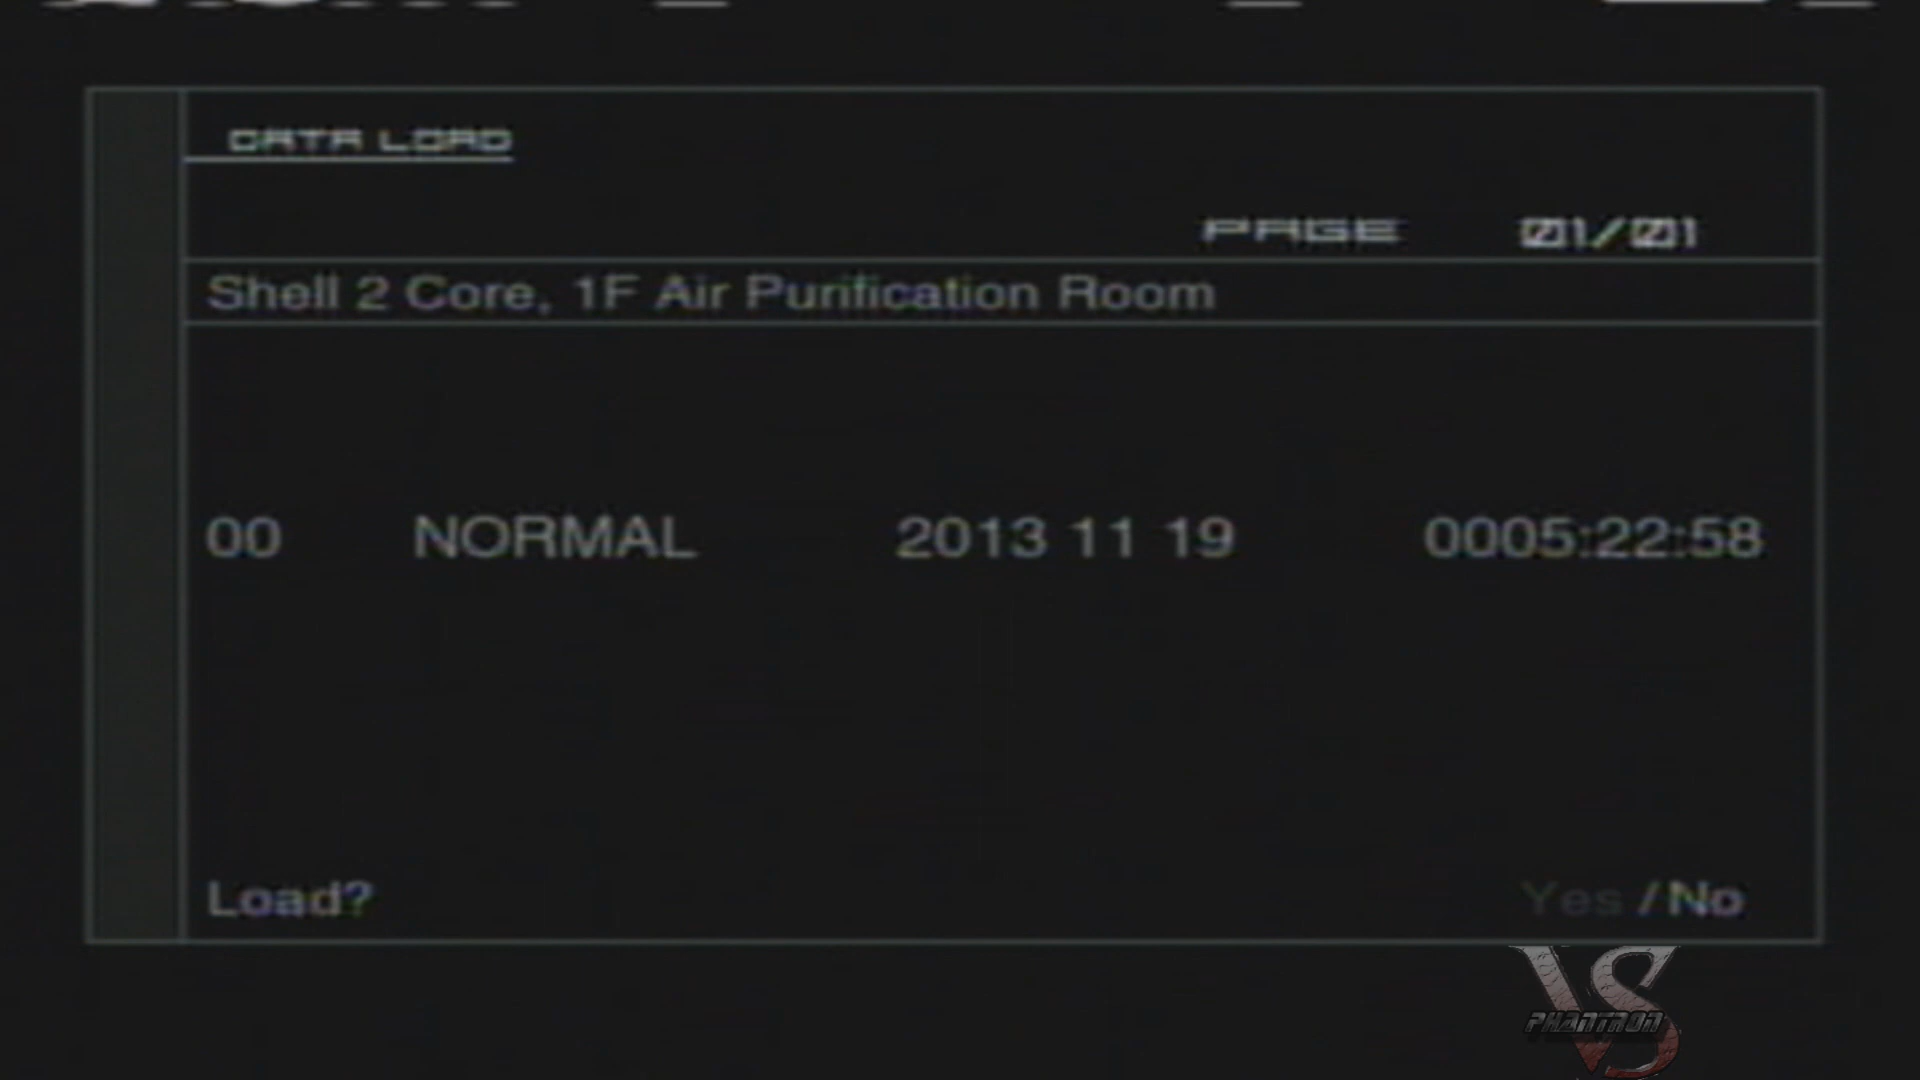 DATA LOAD
PAGE 01/01
Shell 2 Core, 1F Air Purification Room
00 NORMAL 2013 11 19 0005:22:58
Load? Yes / No
VS
PHANTRON